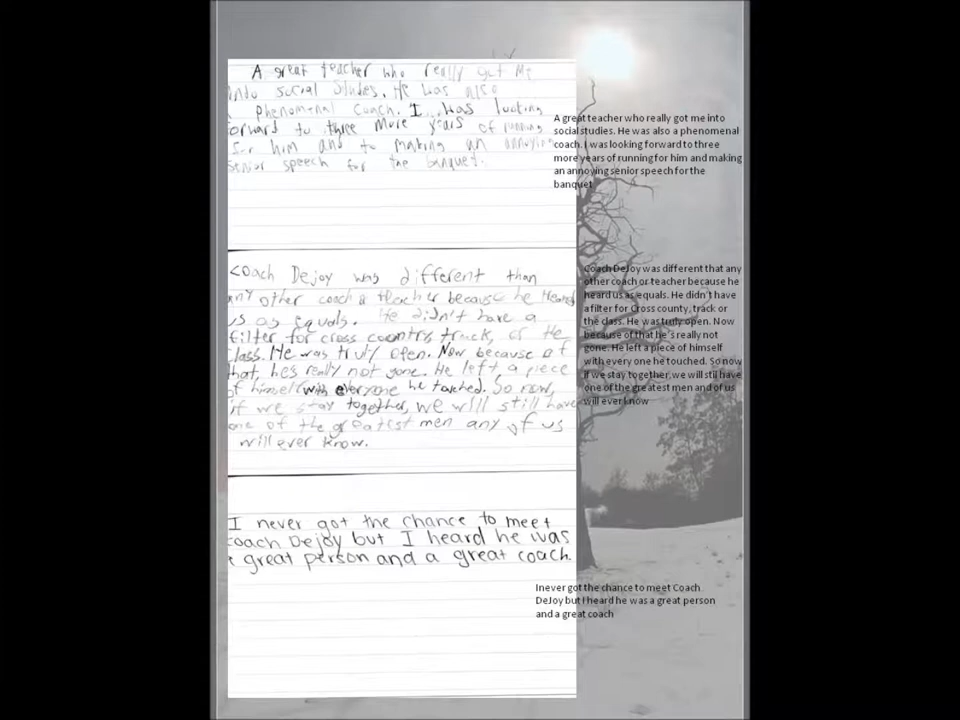 A great teacher who really got me
into social studies. He was also
phenomenal coach. I was looking
forward to three more years of running
for him and to making an annoying
senior speech for the banquet.
A great teacher who really got me into
social studies. He was also a phenomenal
coach. I was looking forward to three
more years of running for him and making
an annoying senior speech for the
banquet
Coach Dejoy was different than
any other coach a teacher because he
us as equals. He didn't have a
filter for cross country, track, or the
class. He was truly open. Now because of
that, he's really not gone. He left a piece
of himself with everyone he touched. So now,
if we stay together, we will still have
one of the greatest men any of us
will ever know.
Coach DeJoy was different that any
other coach or teacher because he
heard us as equals. He didn't have
a filter for Cross county, track or
the class. He was truly open. Now
because of that he's really not
gone. He left a piece of himself
with every one he touched. So now
if we stay together, we will stil have
one of the greatest men and of us
will ever know
I never got the chance to meet
coach Dejoy but I heard he was
a great person and a great coach.
Inever got the chance to meet Coach
DeJoy but I heard he was a great person
and a great coach